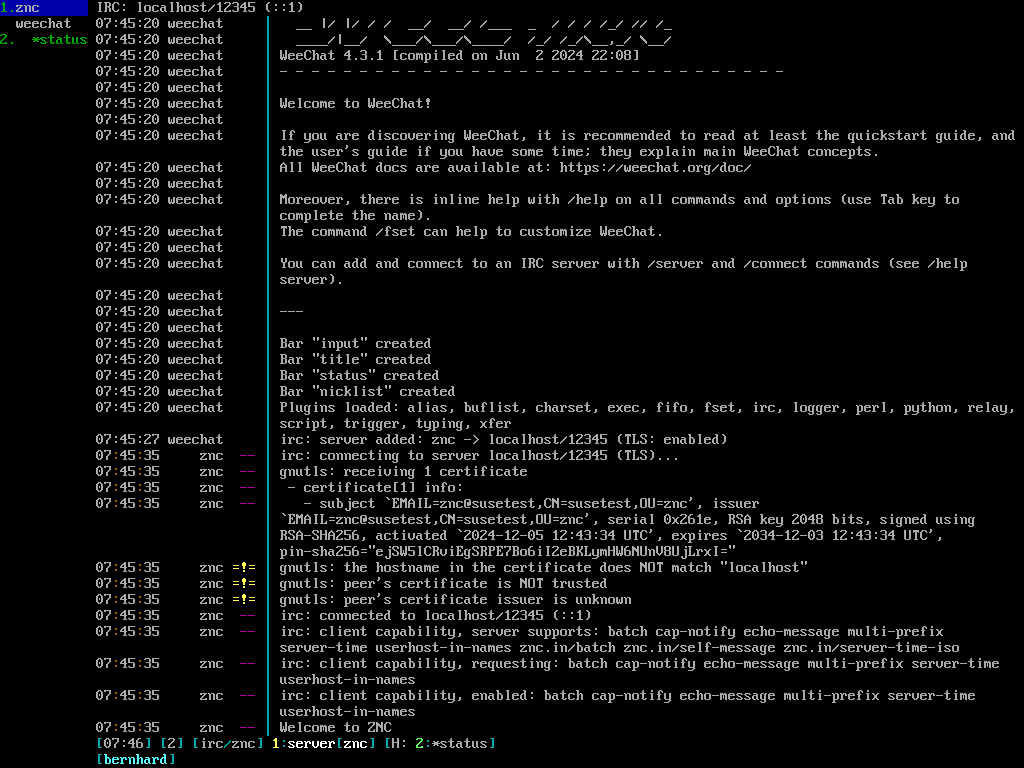 1.znc IRC: localhost/12345 (::1)
weechat 07:45:20 weechat
2. *status 07:45:20 weechat
07:45:20 weechat WeeChat 4.3.1 [compiled on Jun 2 2024 22:08]
07:45:20 weechat - - - - - - - - - - - - - - - - - - - - - - - - - - - - - - - -
07:45:20 weechat
07:45:20 weechat Welcome to WeeChat!
07:45:20 weechat
07:45:20 weechat If you are discovering WeeChat, it is recommended to read at least the quickstart guide, and
the user's guide if you have some time; they explain main WeeChat concepts.
07:45:20 weechat All WeeChat docs are available at: https://weechat.org/doc/
07:45:20 weechat
07:45:20 weechat Moreover, there is inline help with /help on all commands and options (use Tab key to
complete the name).
07:45:20 weechat The command /fset can help to customize WeeChat.
07:45:20 weechat
07:45:20 weechat You can add and connect to an IRC server with /server and /connect commands (see /help
server).
07:45:20 weechat
07:45:20 weechat ---
07:45:20 weechat
07:45:20 weechat Bar "input" created
07:45:20 weechat Bar "title" created
07:45:20 weechat Bar "status" created
07:45:20 weechat Bar "nicklist" created
07:45:20 weechat Plugins loaded: alias, buflist, charset, exec, fifo, fset, irc, logger, perl, python, relay,
script, trigger, typing, xfer
07:45:27 weechat irc: server added: znc -> localhost/12345 (TLS: enabled)
07:45:35 znc -- irc: connecting to server localhost/12345 (TLS)...
07:45:35 znc -- gnutls: receiving 1 certificate
07:45:35 znc -- - certificate[1] info:
07:45:35 znc -- - subject `EMAIL=znc@susetest,CN=susetest,OU=znc', issuer
`EMAIL=znc@susetest,CN=susetest,OU=znc', serial 0x261e, RSA key 2048 bits, signed using
RSA-SHA256, activated `2024-12-05 12:43:34 UTC', expires `2034-12-03 12:43:34 UTC',
pin-sha256="ejSW5lCRviEgSRPE7Bo6iI2eBKLymHW6MUnV8UjLrxI="
07:45:35 znc =!= gnutls: the hostname in the certificate does NOT match "localhost"
07:45:35 znc =!= gnutls: peer's certificate is NOT trusted
07:45:35 znc =!= gnutls: peer's certificate issuer is unknown
07:45:35 znc -- irc: connected to localhost/12345 (::1)
07:45:35 znc -- irc: client capability, server supports: batch cap-notify echo-message multi-prefix
server-time userhost-in-names znc.in/batch znc.in/self-message znc.in/server-time-iso
07:45:35 znc -- irc: client capability, requesting: batch cap-notify echo-message multi-prefix server-time
userhost-in-names
07:45:35 znc -- irc: client capability, enabled: batch cap-notify echo-message multi-prefix server-time
userhost-in-names
07:45:35 znc -- Welcome to ZNC
[07:46] [2] [irc/znc] 1:server[znc] [H: 2:*status]
[bernhard]